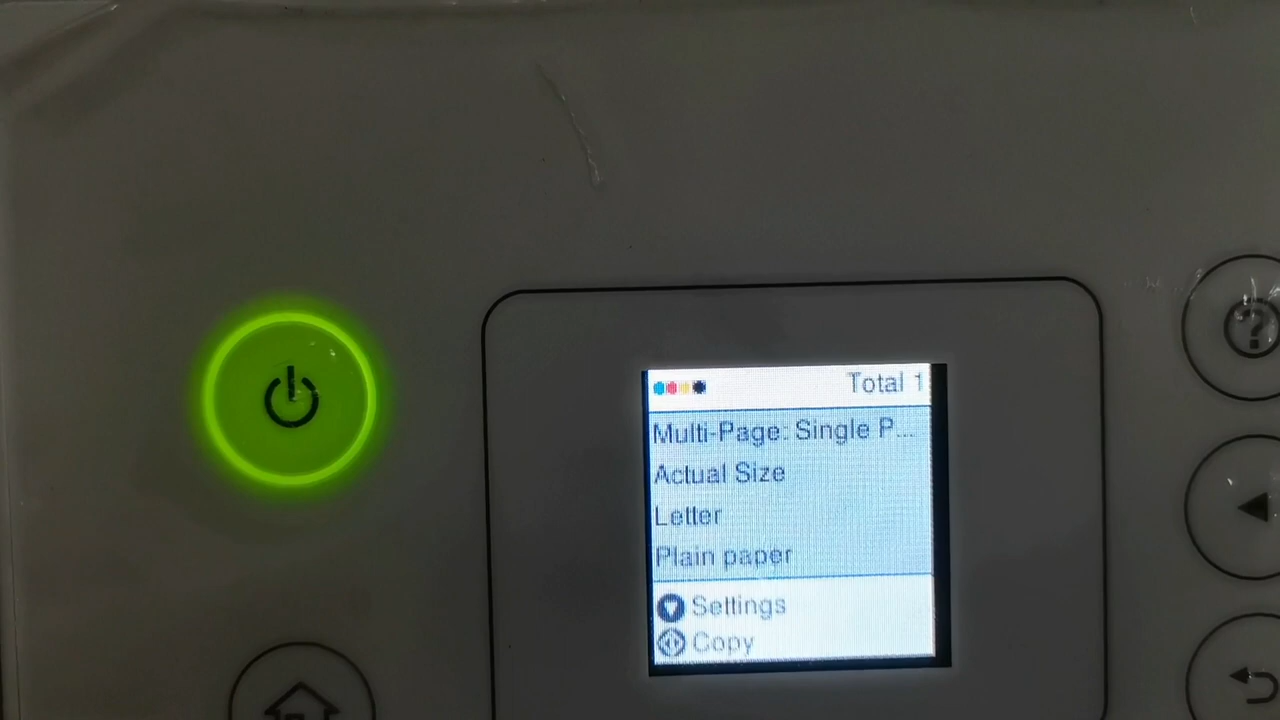 Total 1
Multi-Page: Single P...
Actual Size
Letter
Plain paper
Settings
Copy